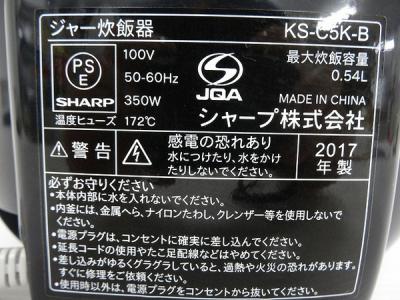 ジャー炊飯器 KS-C5K-B
PSE 100V 最大炊飯容量
50-60Hz 0.54L
SHARP 350W JQA MADE IN CHINA
温度ヒューズ 172℃ シャープ株式会社
警告 感電の恐れあり
水につけたり、水をかけ
たりしないでください。
2017
年製
必ずお守りください
•本体内部に水を入れないでください。
•内釜には、金属へら、ナイロンたわし、クレンザー等を使用しない
でください。
•電源プラグは、コンセントに確実に差し込んでください。
•延長コードの使用やたこ足配線などはやめてください。
•差し込みがゆるくグラグラしていると、過熱や火災の恐れがあります。
すぐに修理をご依頼ください。
•使用時以外は、電源プラグをコンセントから抜いてください。